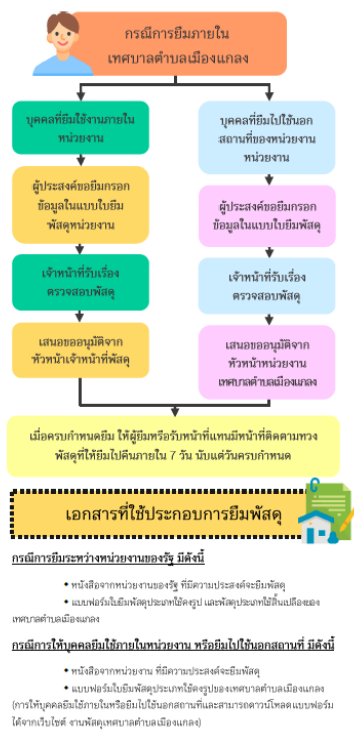 กรณีการยืมภายใน
เทศบาลตำบลเมืองแกลง
บุคคลที่ยืมใช้งานภายใน
หน่วยงาน
ผู้ประสงค์ขอยืมกรอก
ข้อมูลในแบบใบยืม
พัสดุหน่วยงาน
เจ้าหน้าที่รับเรื่อง
ตรวจสอบพัสดุ
เสนอขออนุมัติจาก
หัวหน้าเจ้าหน้าที่พัสดุ
บุคคลที่ยืมไปใช้นอก
สถานที่ของหน่วยงาน
หน่วยงาน
ผู้ประสงค์ขอยืมกรอก
ข้อมูลในแบบใบยืมพัสดุ
เจ้าหน้าที่รับเรื่อง
ตรวจสอบพัสดุ
เสนอขออนุมัติจาก
หัวหน้าหน่วยงาน
เทศบาลตำบลเมืองแกลง
เมื่อครบกำหนดยืม ให้ผู้ยืมหรือรับหน้าที่แทนมีหน้าที่ติดตามทวง
พัสดุที่ให้ยืมไปคืนภายใน 7 วัน นับแต่วันครบกำหนด
เอกสารที่ใช้ประกอบการยืมพัสดุ
กรณีการยืมระหว่างหน่วยงานของรัฐ มีดังนี้
• หนังสือจากหน่วยงานของรัฐ ที่มีความประสงค์จะยืมพัสดุ
• แบบฟอร์มใบยืมพัสดุประเภทใช้คงรูป และพัสดุประเภทใช้สิ้นเปลืองของ
เทศบาลตำบลเมืองแกลง
กรณีการให้บุคคลยืมใช้ภายในหน่วยงาน หรือยืมไปใช้นอกสถานที่ มีดังนี้
• หนังสือจากหน่วยงาน ที่มีความประสงค์จะยืมพัสดุ
• แบบฟอร์มใบยืมพัสดุประเภทใช้คงรูปของเทศบาลตำบลเมืองแกลง
(การให้บุคคลยืมใช้ภายในหรือยืมไปใช้นอกสถานที่และสามารถดาวน์โหลดแบบฟอร์ม
ได้จากเว็บไซต์ งานพัสดุเทศบาลตำบลเมืองแกลง)